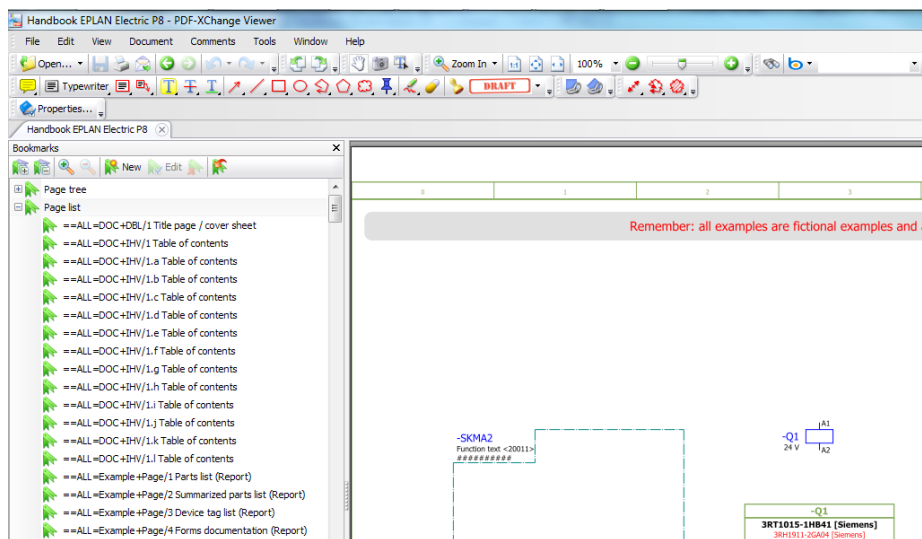 Handbook EPLAN Electric P8 - PDF-XChange Viewer
File Edit View Document Comments Tools Window Help
Open... Zoom In 100%
Typewriter DRAFT
Properties...
Handbook EPLAN Electric P8
Bookmarks
New Edit
Page tree
Page list
==ALL=DOC+DBL/1 Title page / cover sheet
==ALL=DOC+IHV/1 Table of contents
==ALL=DOC+IHV/1.a Table of contents
==ALL=DOC+IHV/1.b Table of contents
==ALL=DOC+IHV/1.c Table of contents
==ALL=DOC+IHV/1.d Table of contents
==ALL=DOC+IHV/1.e Table of contents
==ALL=DOC+IHV/1.f Table of contents
==ALL=DOC+IHV/1.g Table of contents
==ALL=DOC+IHV/1.h Table of contents
==ALL=DOC+IHV/1.i Table of contents
==ALL=DOC+IHV/1.j Table of contents
==ALL=DOC+IHV/1.k Table of contents
==ALL=DOC+IHV/1.l Table of contents
==ALL=Example+Page/1 Parts list (Report)
==ALL=Example+Page/2 Summarized parts list (Report)
==ALL=Example+Page/3 Device tag list (Report)
==ALL=Example+Page/4 Forms documentation (Report)
0 1 2 3
Remember: all examples are fictional examples and
-SKMA2
Function text <20011>
##########
A1
-Q1
24 V
A2
-Q1
3RT1015-1HB41 [Siemens]
3RH1911-2GA04 [Siemens]